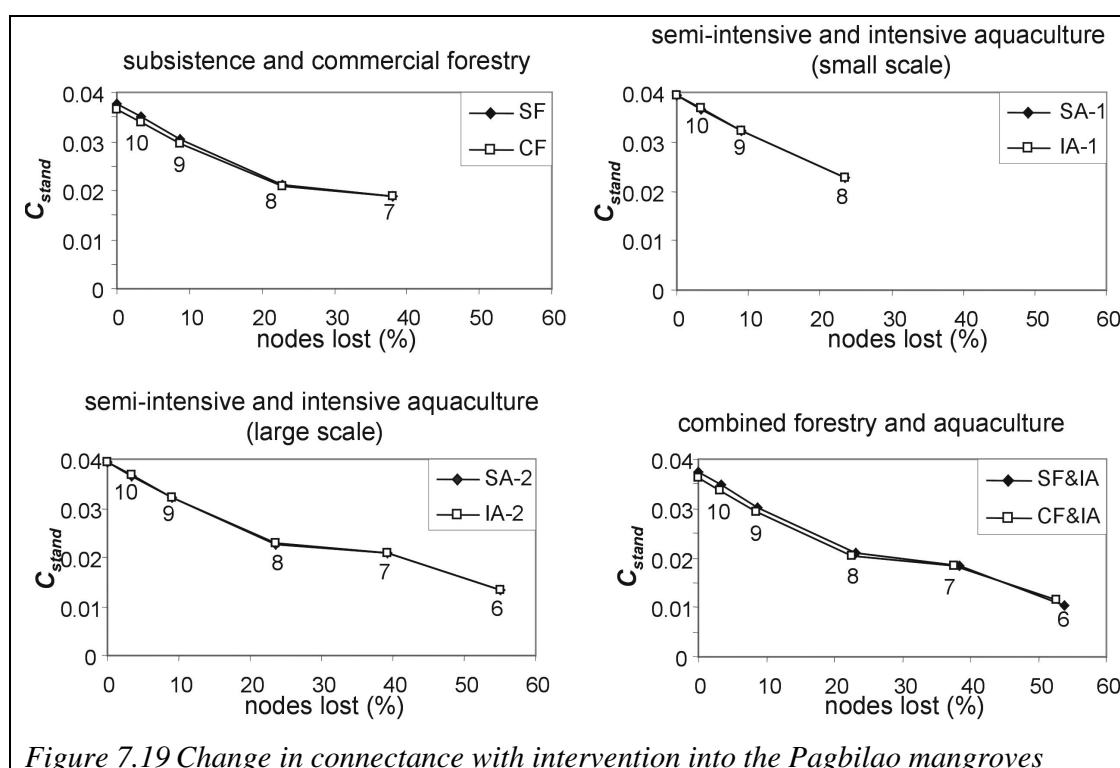 subsistence and commercial forestry
0.04
0.03
0.02
0.01
0
C_stand
10
9
8
7
SF
CF
0 10 20 30 40 50 60
nodes lost (%)
semi-intensive and intensive aquaculture
(small scale)
0.04
0.03
0.02
0.01
0
C_stand
10
9
8
SA-1
IA-1
0 10 20 30 40 50 60
nodes lost (%)
semi-intensive and intensive aquaculture
(large scale)
0.04
0.03
0.02
0.01
0
C_stand
10
9
8
7
6
SA-2
IA-2
0 10 20 30 40 50 60
nodes lost (%)
combined forestry and aquaculture
0.04
0.03
0.02
0.01
0
C_stand
10
9
8
7
6
SF&IA
CF&IA
0 10 20 30 40 50 60
nodes lost (%)
Figure 7.19 Change in connectance with intervention into the Pagbilao mangroves